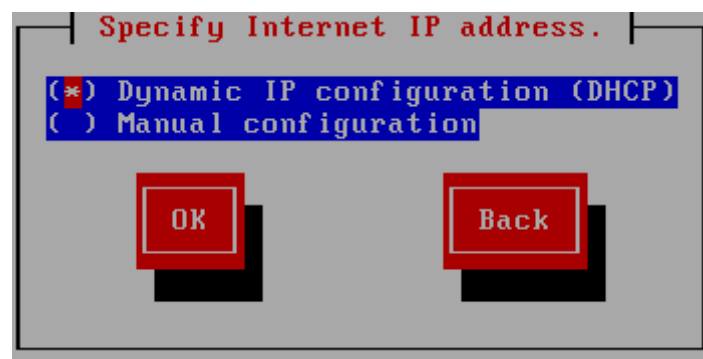 Specify Internet IP address.
(*) Dynamic IP configuration (DHCP)
( ) Manual configuration
OK Back